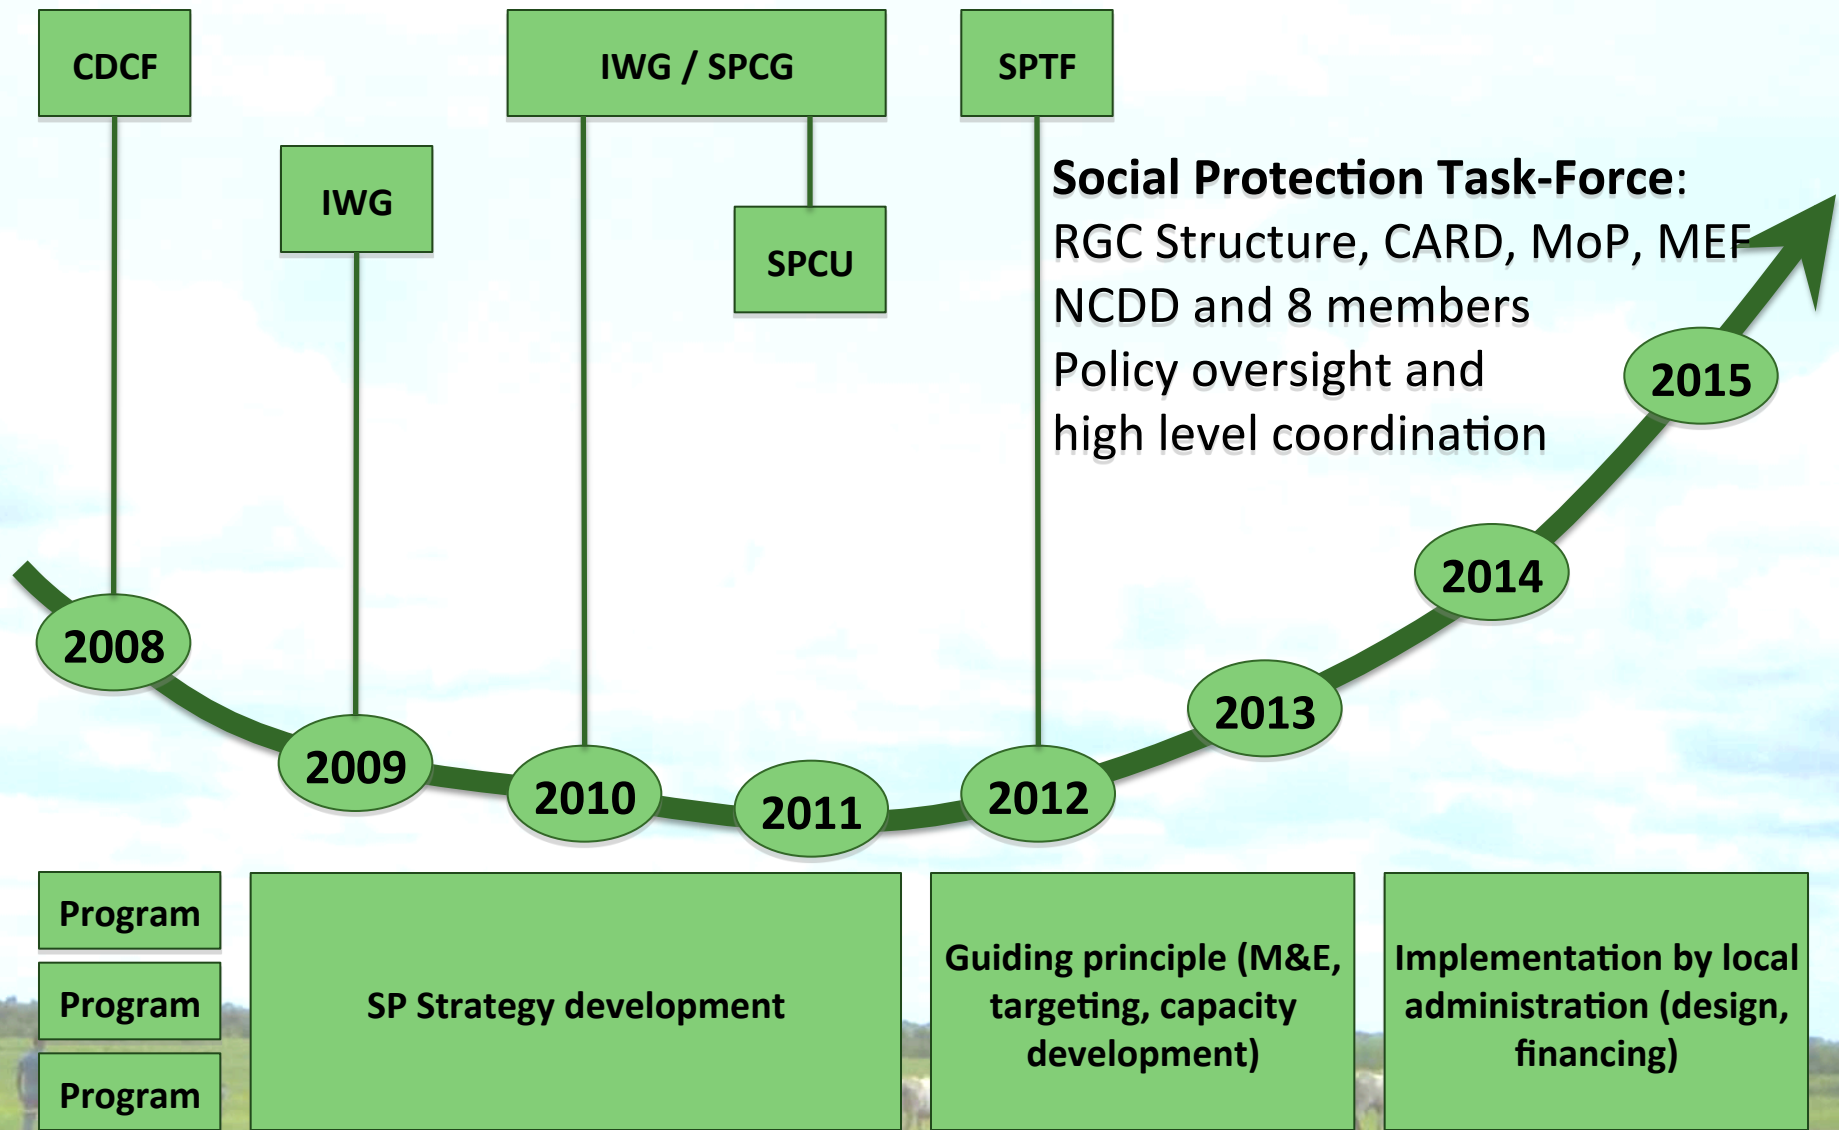 CDCF
IWG / SPCG
SPTF
IWG
SPCU
Social Protection Task-Force:
RGC Structure, CARD, MoP, MEF
NCDD and 8 members
Policy oversight and
high level coordination
2015
2014
2008
2013
2009
2010
2011
2012
Program
Program
Program
SP Strategy development
Guiding principle (M&E,
targeting, capacity
development)
Implementation by local
administration (design,
financing)